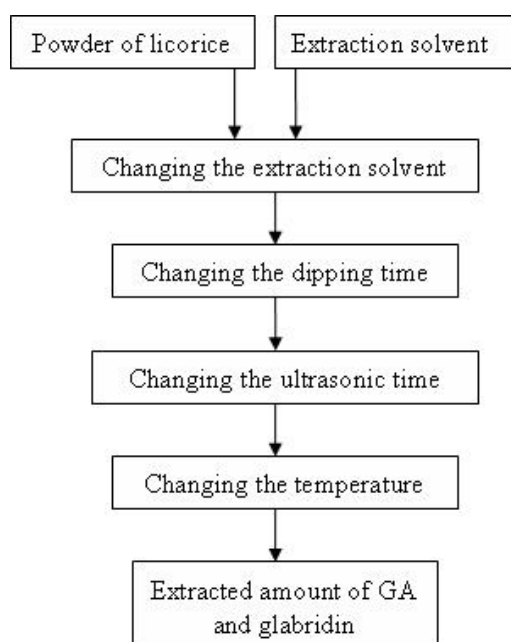 Powder of licorice
Extraction solvent
Changing the extraction solvent
Changing the dipping time
Changing the ultrasonic time
Changing the temperature
Extracted amount of GA
and glabridin